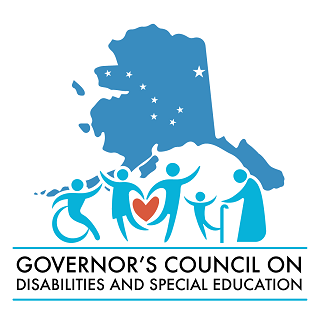 GOVERNOR'S COUNCIL ON
DISABILITIES AND SPECIAL EDUCATION